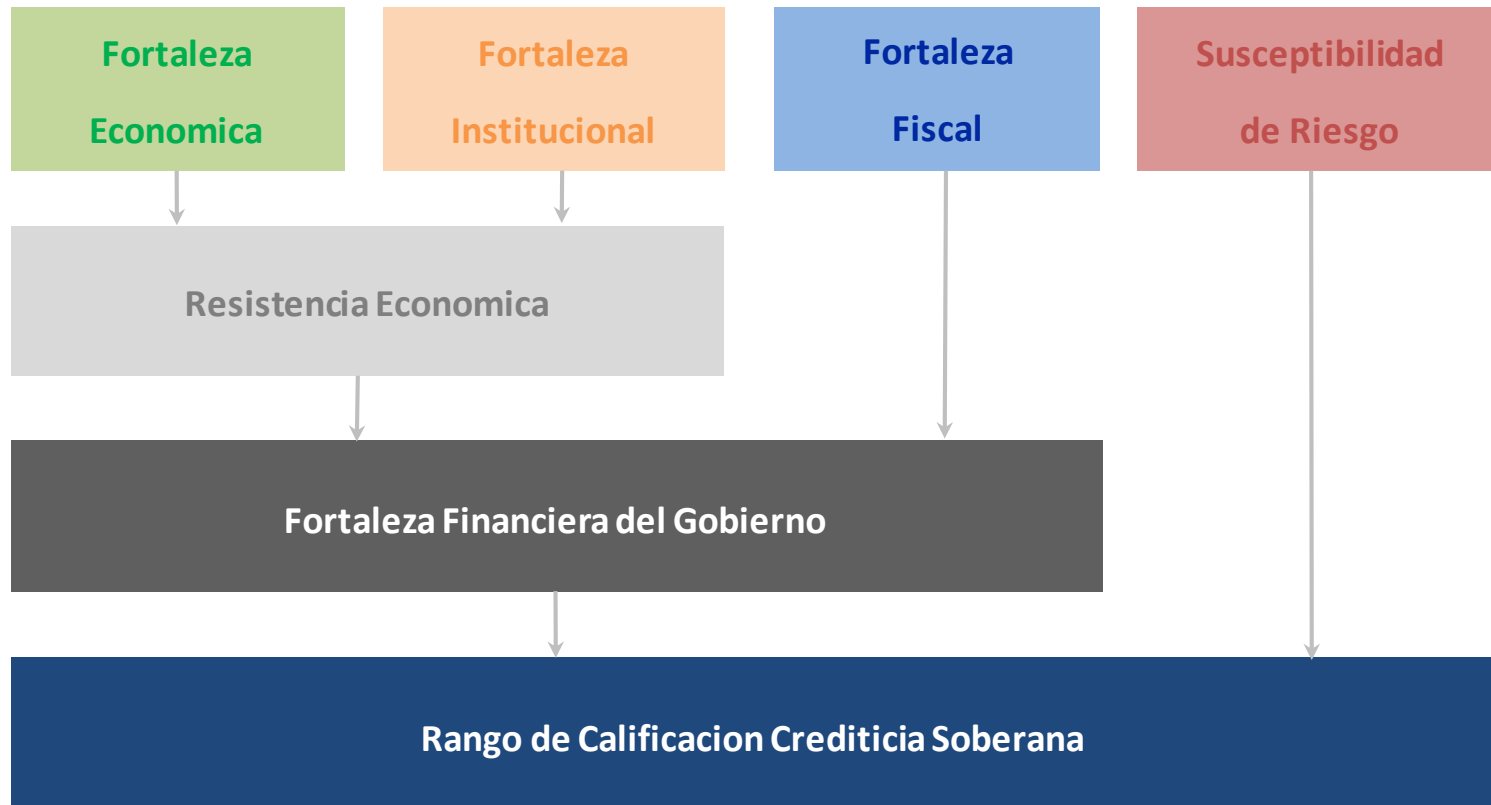 Fortaleza
Economica
Fortaleza
Institucional
Fortaleza
Fiscal
Susceptibilidad
de Riesgo
Resistencia Economica
Fortaleza Financiera del Gobierno
Rango de Calificacion Crediticia Soberana